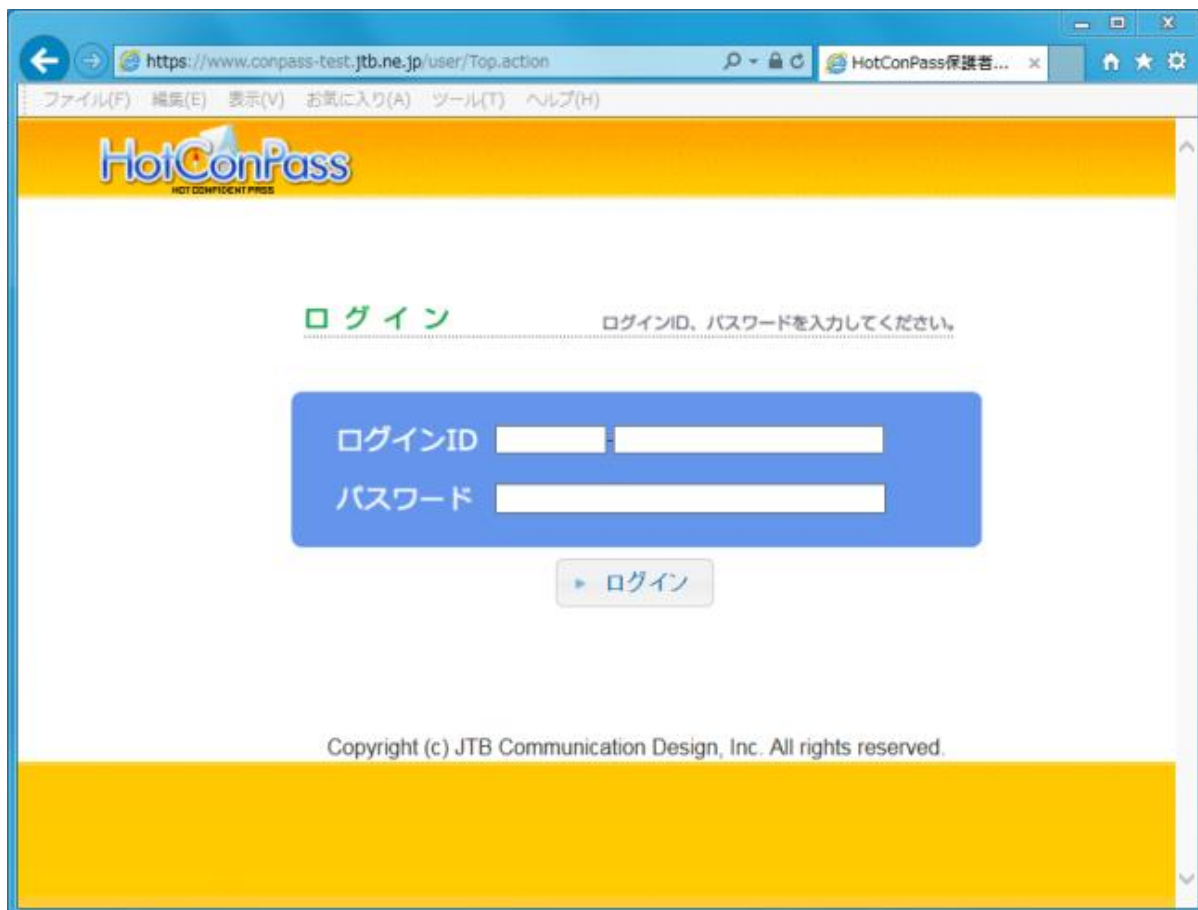 https://www.conpass-test.jtb.ne.jp/user/Top.action
HotConPass保護者...
ファイル(F) 編集(E) 表示(V) お気に入り(A) ツール(T) ヘルプ(H)
HotConPass
HOT CONFIDENT PASS
ログイン ログインID、パスワードを入力してください。
ログインID -
パスワード
ログイン
Copyright (c) JTB Communication Design, Inc. All rights reserved.